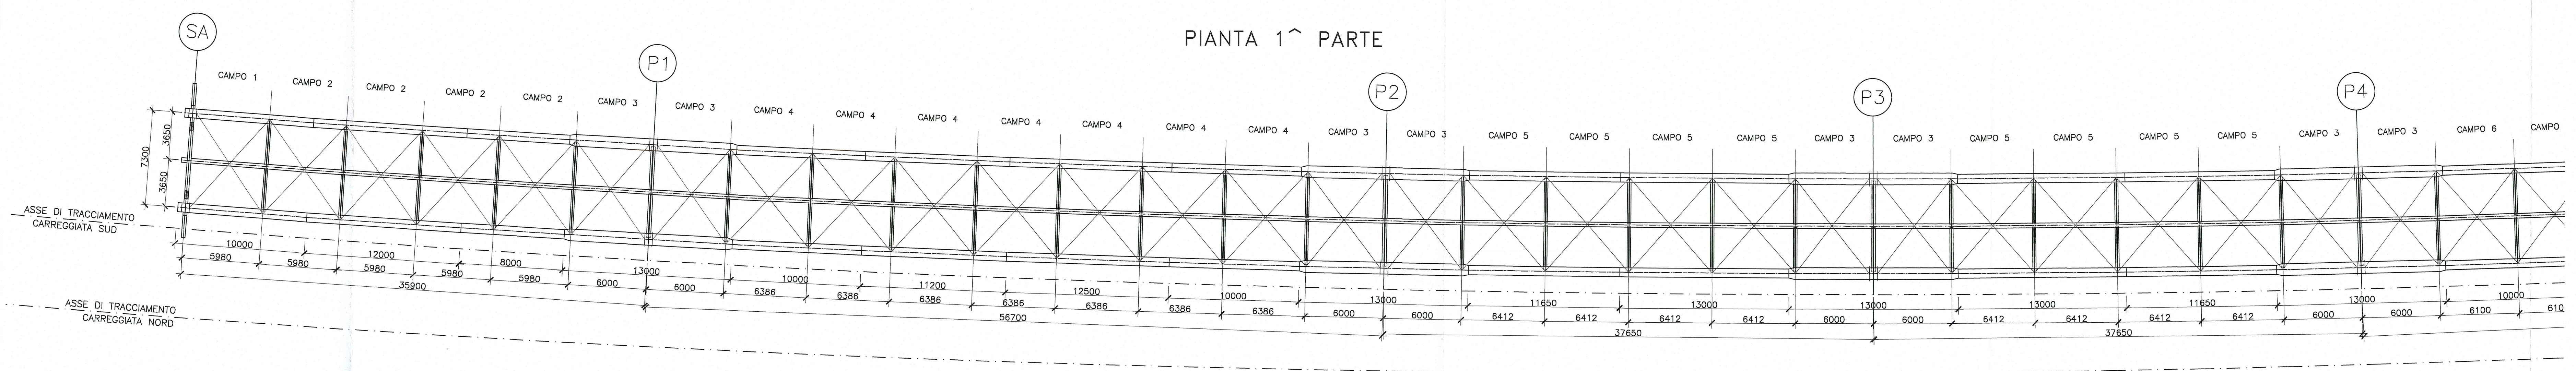 PIANTA 1^ PARTE
SA
P1
P2
P3
P4
CAMPO 1
CAMPO 2
CAMPO 2
CAMPO 2
CAMPO 2
CAMPO 3
CAMPO 3
CAMPO 4
CAMPO 4
CAMPO 4
CAMPO 4
CAMPO 4
CAMPO 4
CAMPO 4
CAMPO 3
CAMPO 3
CAMPO 5
CAMPO 5
CAMPO 5
CAMPO 5
CAMPO 3
CAMPO 3
CAMPO 5
CAMPO 5
CAMPO 5
CAMPO 5
CAMPO 3
CAMPO 3
CAMPO 6
CAMPO
7300
3650
3650
ASSE DI TRACCIAMENTO
CARREGGIATA SUD
10000
12000
8000
13000
10000
11200
12500
10000
13000
11650
13000
13000
13000
11650
13000
10000
5980
5980
5980
5980
5980
6000
6000
6386
6386
6386
6386
6386
6386
6386
6000
6000
6412
6412
6412
6412
6000
6000
6412
6412
6412
6412
6000
6000
6100
610
35900
56700
37650
37650
ASSE DI TRACCIAMENTO
CARREGGIATA NORD